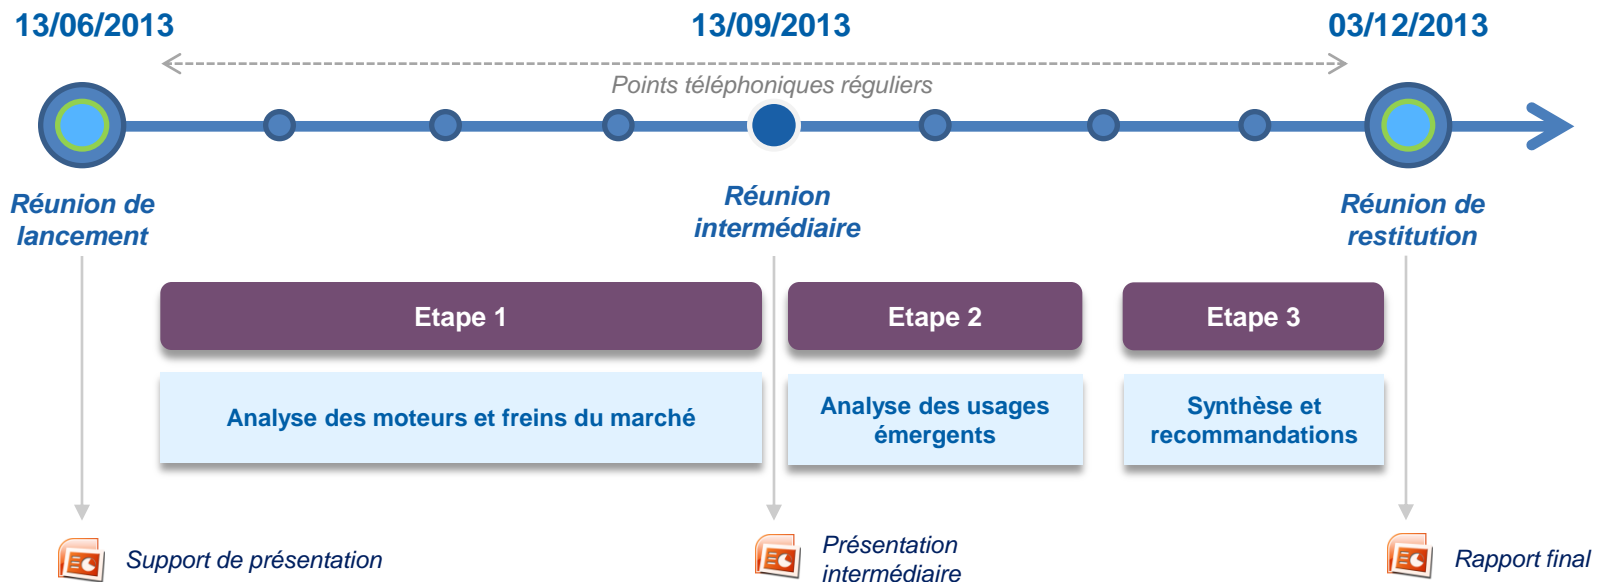 13/06/2013
13/09/2013
03/12/2013
Points téléphoniques réguliers
Réunion de
lancement
Réunion
intermédiaire
Réunion de
restitution
Etape 1
Etape 2
Etape 3
Analyse des moteurs et freins du marché
Analyse des usages
émergents
Synthèse et
recommandations
Support de présentation
Présentation
intermédiaire
Rapport final